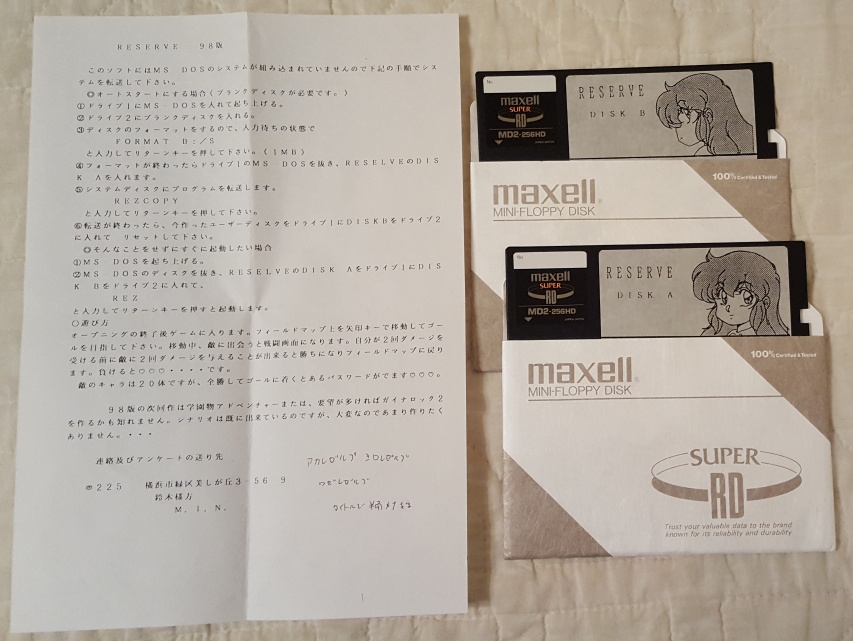 RESERVE 98版
このソフトにはMS DOSのシステムが組み込まれていませんので下記の手順でシス
テムを転送して下さい。
◎オートスタートにする場合(ブランクディスクが必要です。)
①ドライブ1にMS DOSを入れて起ち上げる。
②ドライブ2にブランクディスクを入れる。
③ディスクのフォーマットをするので、入力待ちの状態で
FORMAT B:/S
と入力してリターンキーを押して下さい。(1MB)
④フォーマットが終わったらドライブ1のMS DOSを抜き、RESELVEのDIS
K Aを入れます。
⑤システムディスクにプログラムを転送します。
REZCOPY
と入力してリターンキーを押して下さい。
⑥転送が終わったら、今作ったユーザーディスクをドライブ1にDISKBをドライブ2
に入れて リセットして下さい。
◎そんなことをせずにすぐに起動したい場合
①MS DOSを起ち上げる。
②MS DOSのディスクを抜き、RESELVEのDISK Aをドライブ1にDIS
K Bをドライブ2に入れて、
REZ
と入力してリターンキーを押すと起動します。
○遊び方
オープニングの終了後ゲームに入ります。フィールドマップ上を矢印キーで移動してゴー
ルを目指して下さい。移動中、敵に出会うと戦闘画面になります。自分が2回ダメージを
受ける前に敵に2回ダメージを与えることが出来ると勝ちになりフィールドマップに戻り
ます。負けると○○○・・・・です。
敵のキャラは20体ですが、全勝してゴールに着くとあるパスワードがでます○○○。
98版の次回作は学園物アドベンチャーまたは、要望が多ければガイナロック2
を作るかも知れません。シナリオは既に出来ているのですが、大変なのであまり作りたく
ありません。・・・
連絡及びアンケートの送り先
〠225 横浜市緑区美しが丘3-56 9
鈴木様方
M.I.N.
1
No.
maxell
SUPER
RD
MD2-256HD
RESERVE
DISK B
maxell
MINI-FLOPPY DISK
100% Certified & Tested
No.
maxell
SUPER
RD
MD2-256HD
RESERVE
DISK A
maxell
MINI-FLOPPY DISK
100% Certified & Tested
SUPER
RD
Trust your valuable data to the brand
known for its reliability and durability